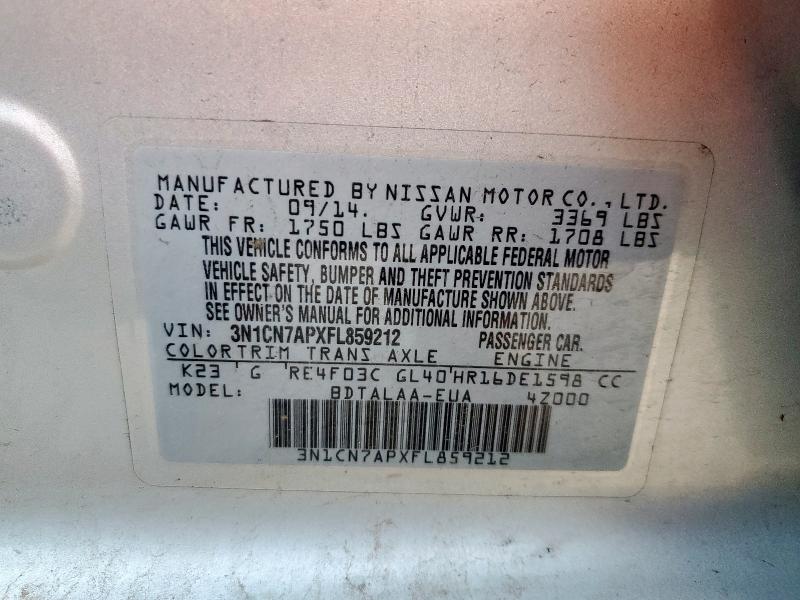 MANUFACTURED BY NISSAN MOTOR CO., LTD.
DATE: 09/14. GVWR: 3369 LBS
GAWR FR: 1750 LBS GAWR RR: 1708 LBS
THIS VEHICLE CONFORMS TO ALL APPLICABLE FEDERAL MOTOR
VEHICLE SAFETY, BUMPER AND THEFT PREVENTION STANDARDS
IN EFFECT ON THE DATE OF MANUFACTURE SHOWN ABOVE.
SEE OWNER'S MANUAL FOR ADDITIONAL INFORMATION.
VIN: 3N1CN7APXFL859212 PASSENGER CAR.
COLOR TRIM TRANS AXLE ENGINE
K23 ' G 'RE4F03C GL40'HR16DE1598 CC
MODEL: BDTALAA-EUA 4Z000
3N1CN7APXFL859212